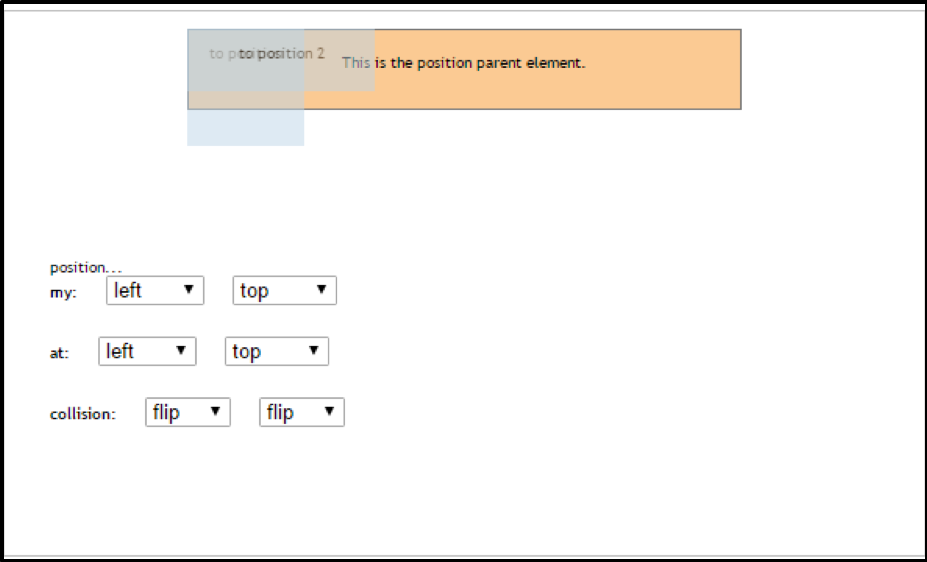 to position
to position 2
This is the position parent element.
position...
my: left top
at: left top
collision: flip flip